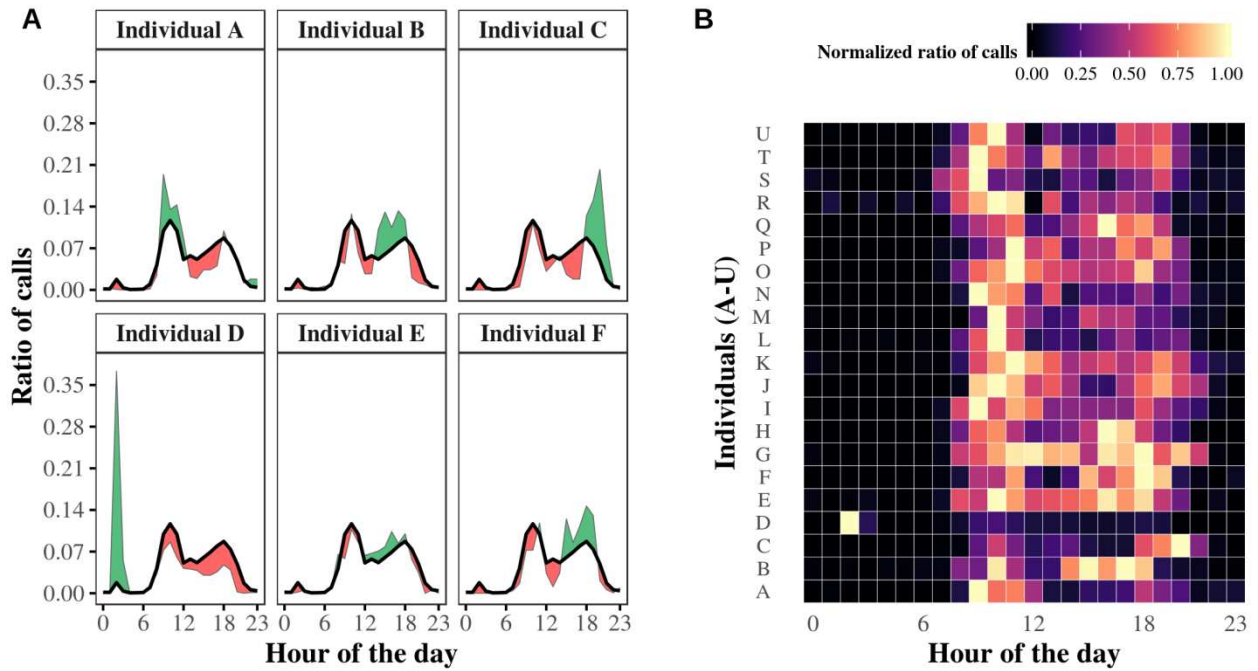 A
Individual A Individual B Individual C
0.35
0.28
0.21
0.14
0.07
0.00
Individual D Individual E Individual F
0.35
0.28
0.21
0.14
0.07
0.00
0 6 12 18 23 0 6 12 18 23 0 6 12 18 23
Ratio of calls
Hour of the day
B
Normalized ratio of calls
0.00 0.25 0.50 0.75 1.00
Individuals (A-U)
U
T
S
R
Q
P
O
N
M
L
K
J
I
H
G
F
E
D
C
B
A
0 6 12 18 23
Hour of the day